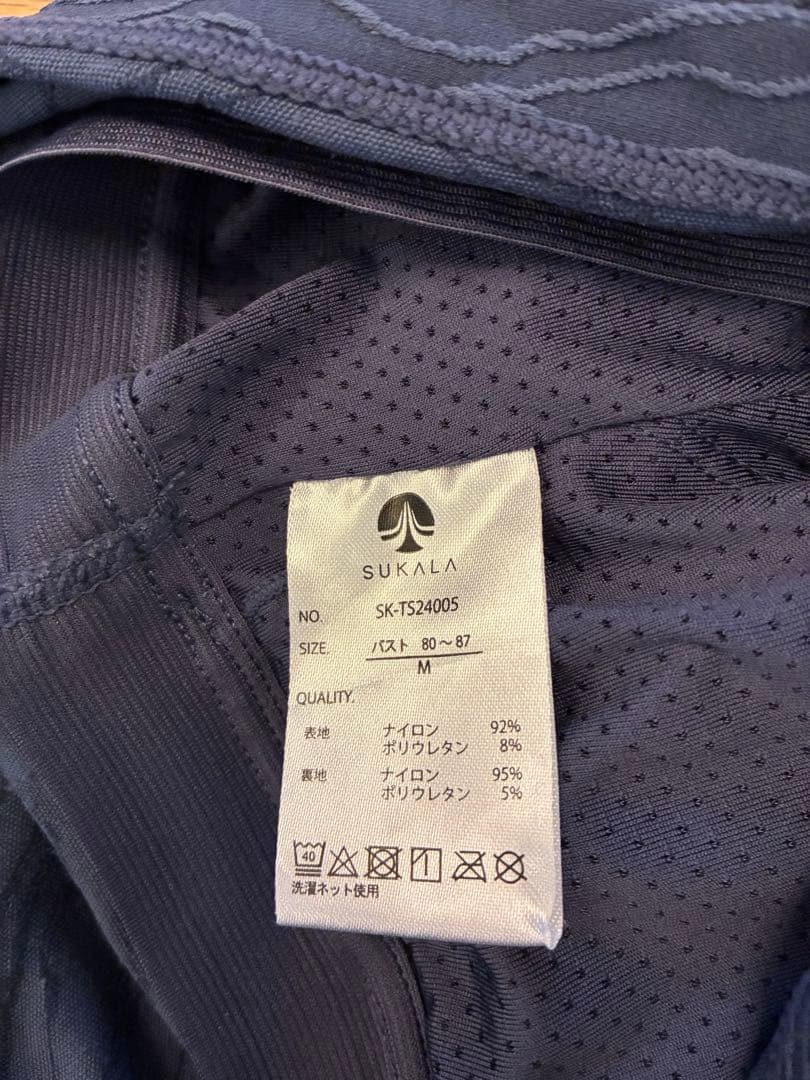 SUKALA
NO. SK-TS24005
SIZE. バスト 80～87
M
QUALITY.
表地 ナイロン 92%
ポリウレタン 8%
裏地 ナイロン 95%
ポリウレタン 5%
40
洗濯ネット使用